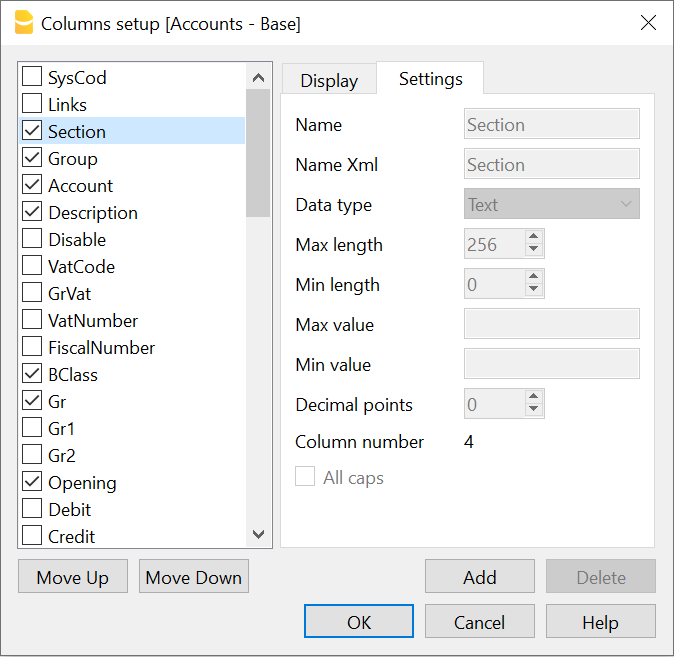 Columns setup [Accounts - Base]
SysCod
Links
Section
Group
Account
Description
Disable
VatCode
GrVat
VatNumber
FiscalNumber
BClass
Gr
Gr1
Gr2
Opening
Debit
Credit
Display Settings
Name Section
Name Xml Section
Data type Text
Max length 256
Min length 0
Max value
Min value
Decimal points 0
Column number 4
All caps
Move Up Move Down Add Delete
OK Cancel Help